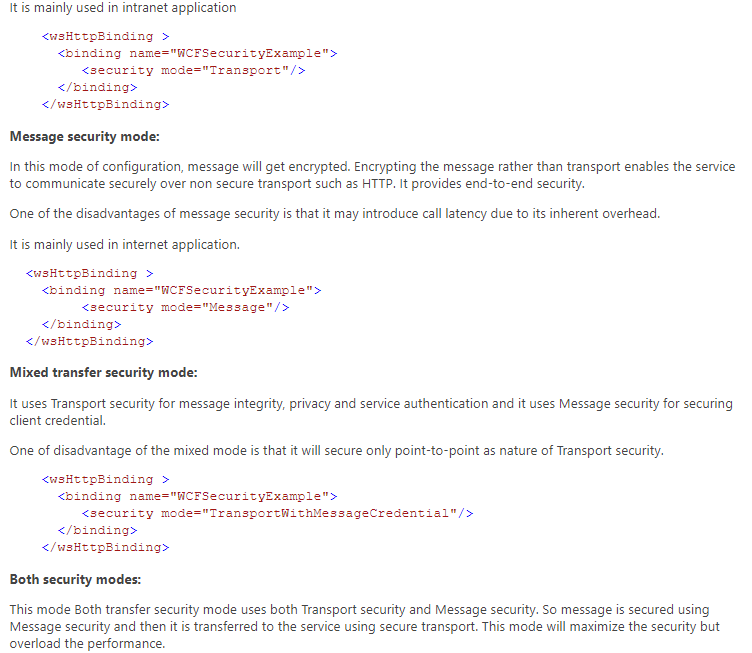 It is mainly used in intranet application
<wsHttpBinding >
<binding name="WCFSecurityExample">
<security mode="Transport"/>
</binding>
</wsHttpBinding>
Message security mode:
In this mode of configuration, message will get encrypted. Encrypting the message rather than transport enables the service
to communicate securely over non secure transport such as HTTP. It provides end-to-end security.
One of the disadvantages of message security is that it may introduce call latency due to its inherent overhead.
It is mainly used in internet application.
<wsHttpBinding >
<binding name="WCFSecurityExample">
<security mode="Message"/>
</binding>
</wsHttpBinding>
Mixed transfer security mode:
It uses Transport security for message integrity, privacy and service authentication and it uses Message security for securing
client credential.
One of disadvantage of the mixed mode is that it will secure only point-to-point as nature of Transport security.
<wsHttpBinding >
<binding name="WCFSecurityExample">
<security mode="TransportWithMessageCredential"/>
</binding>
</wsHttpBinding>
Both security modes:
This mode Both transfer security mode uses both Transport security and Message security. So message is secured using
Message security and then it is transferred to the service using secure transport. This mode will maximize the security but
overload the performance.